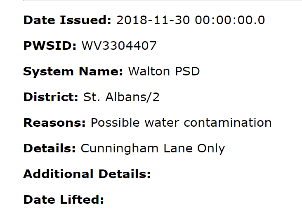 Date Issued: 2018-11-30 00:00:00.0
PWSID: WV3304407
System Name: Walton PSD
District: St. Albans/2
Reasons: Possible water contamination
Details: Cunningham Lane Only
Additional Details:
Date Lifted: